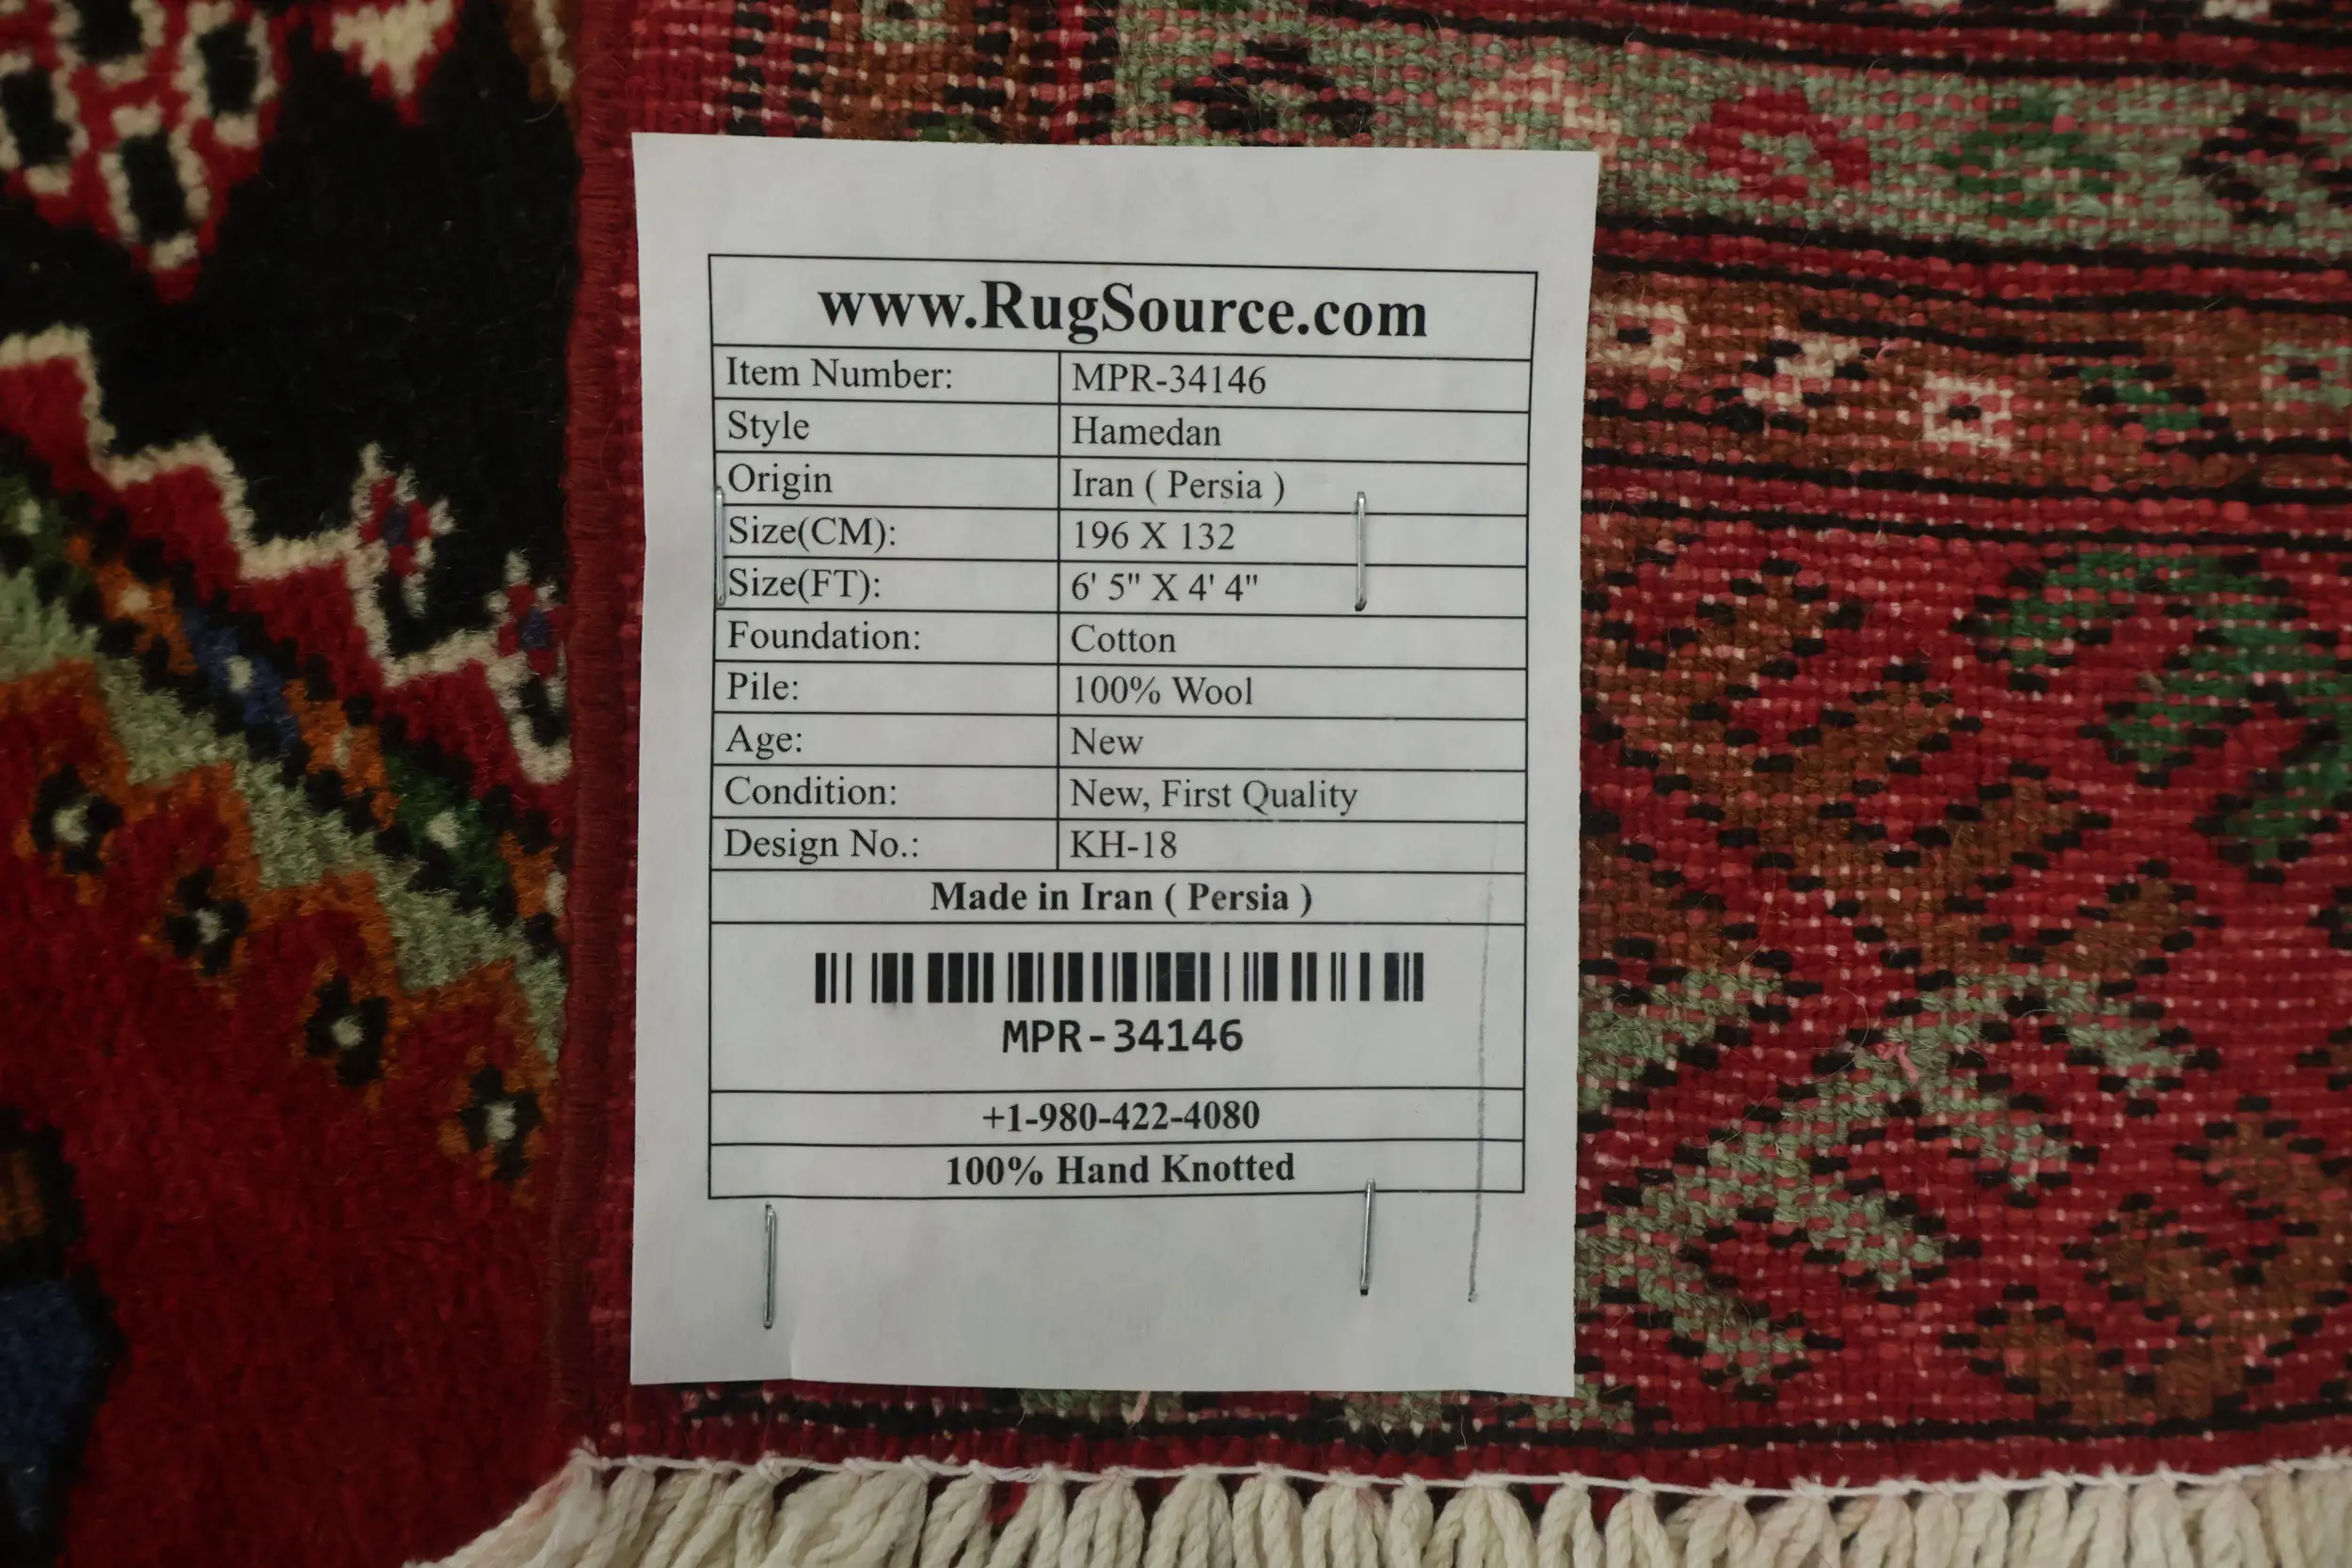 www.RugSource.com
Item Number: MPR-34146
Style Hamedan
Origin Iran ( Persia )
Size(CM): 196 X 132
Size(FT): 6' 5" X 4' 4"
Foundation: Cotton
Pile: 100% Wool
Age: New
Condition: New, First Quality
Design No.: KH-18
Made in Iran ( Persia )
MPR-34146
+1-980-422-4080
100% Hand Knotted